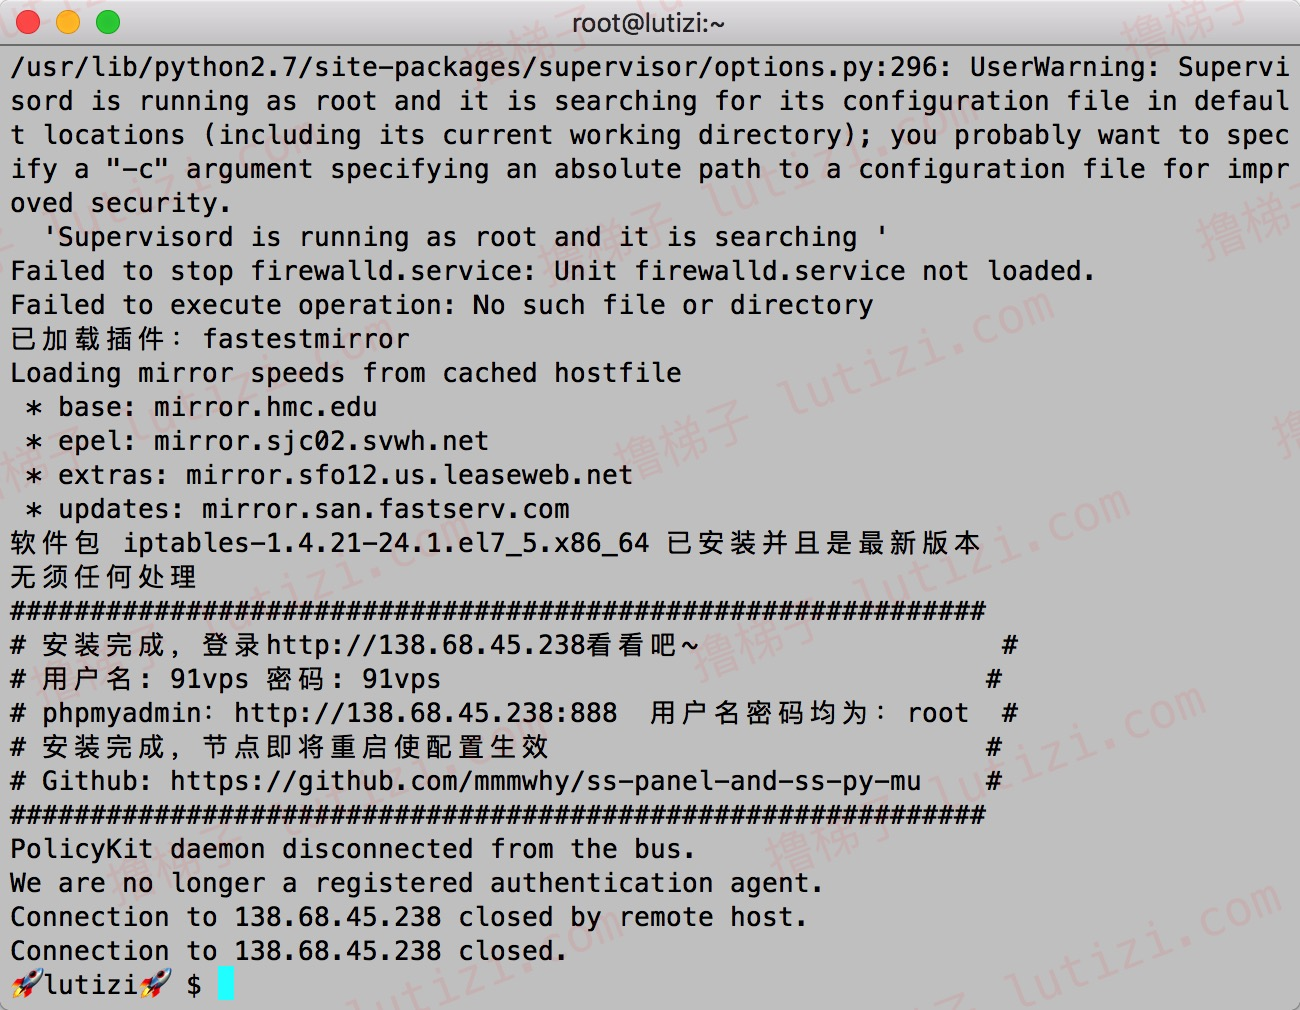 root@lutizi:~
/usr/lib/python2.7/site-packages/supervisor/options.py:296: UserWarning: Supervi
sord is running as root and it is searching for its configuration file in defaul
t locations (including its current working directory); you probably want to spec
ify a "-c" argument specifying an absolute path to a configuration file for impr
oved security.
  'Supervisord is running as root and it is searching '
Failed to stop firewalld.service: Unit firewalld.service not loaded.
Failed to execute operation: No such file or directory
已加载插件：fastestmirror
Loading mirror speeds from cached hostfile
 * base: mirror.hmc.edu
 * epel: mirror.sjc02.svwh.net
 * extras: mirror.sfo12.us.leaseweb.net
 * updates: mirror.san.fastserv.com
软件包 iptables-1.4.21-24.1.el7_5.x86_64 已安装并且是最新版本
无须任何处理
#############################################################
# 安装完成，登录http://138.68.45.238看看吧~                   #
# 用户名: 91vps 密码: 91vps                                  #
# phpmyadmin：http://138.68.45.238:888  用户名密码均为：root  #
# 安装完成，节点即将重启使配置生效                           #
# Github: https://github.com/mmmwhy/ss-panel-and-ss-py-mu    #
#############################################################
PolicyKit daemon disconnected from the bus.
We are no longer a registered authentication agent.
Connection to 138.68.45.238 closed by remote host.
Connection to 138.68.45.238 closed.
🚀lutizi🚀 $
撸梯子 lutizi.com